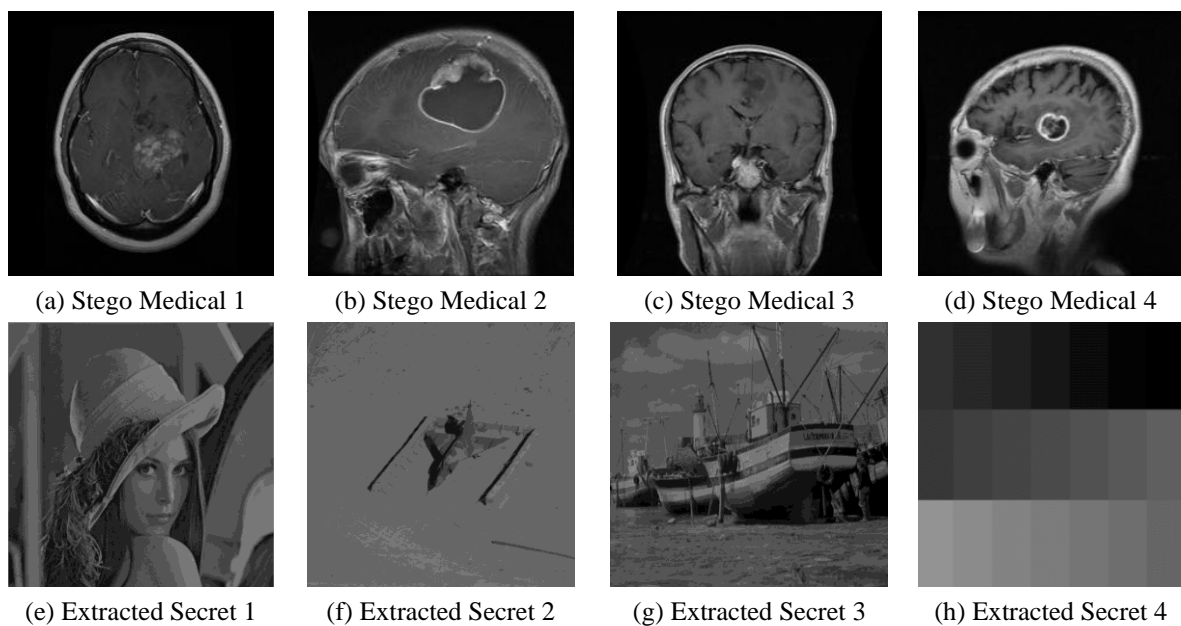 (a) Stego Medical 1
(b) Stego Medical 2
(c) Stego Medical 3
(d) Stego Medical 4
(e) Extracted Secret 1
(f) Extracted Secret 2
(g) Extracted Secret 3
(h) Extracted Secret 4